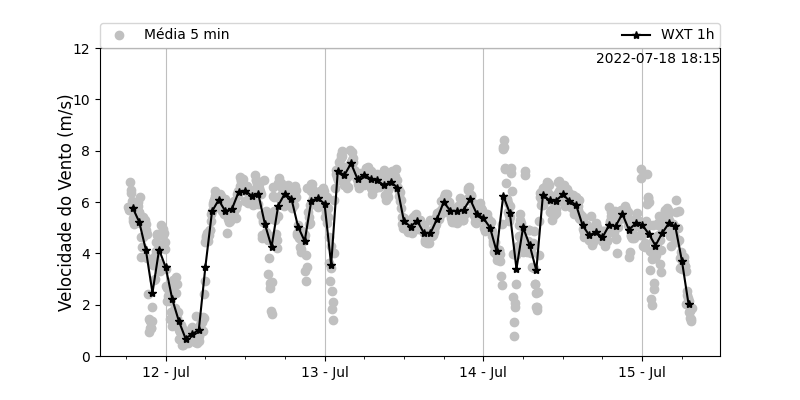 Média 5 min
WXT 1h
2022-07-18 18:15
Velocidade do Vento (m/s)
12
10
8
6
4
2
0
12 - Jul
13 - Jul
14 - Jul
15 - Jul